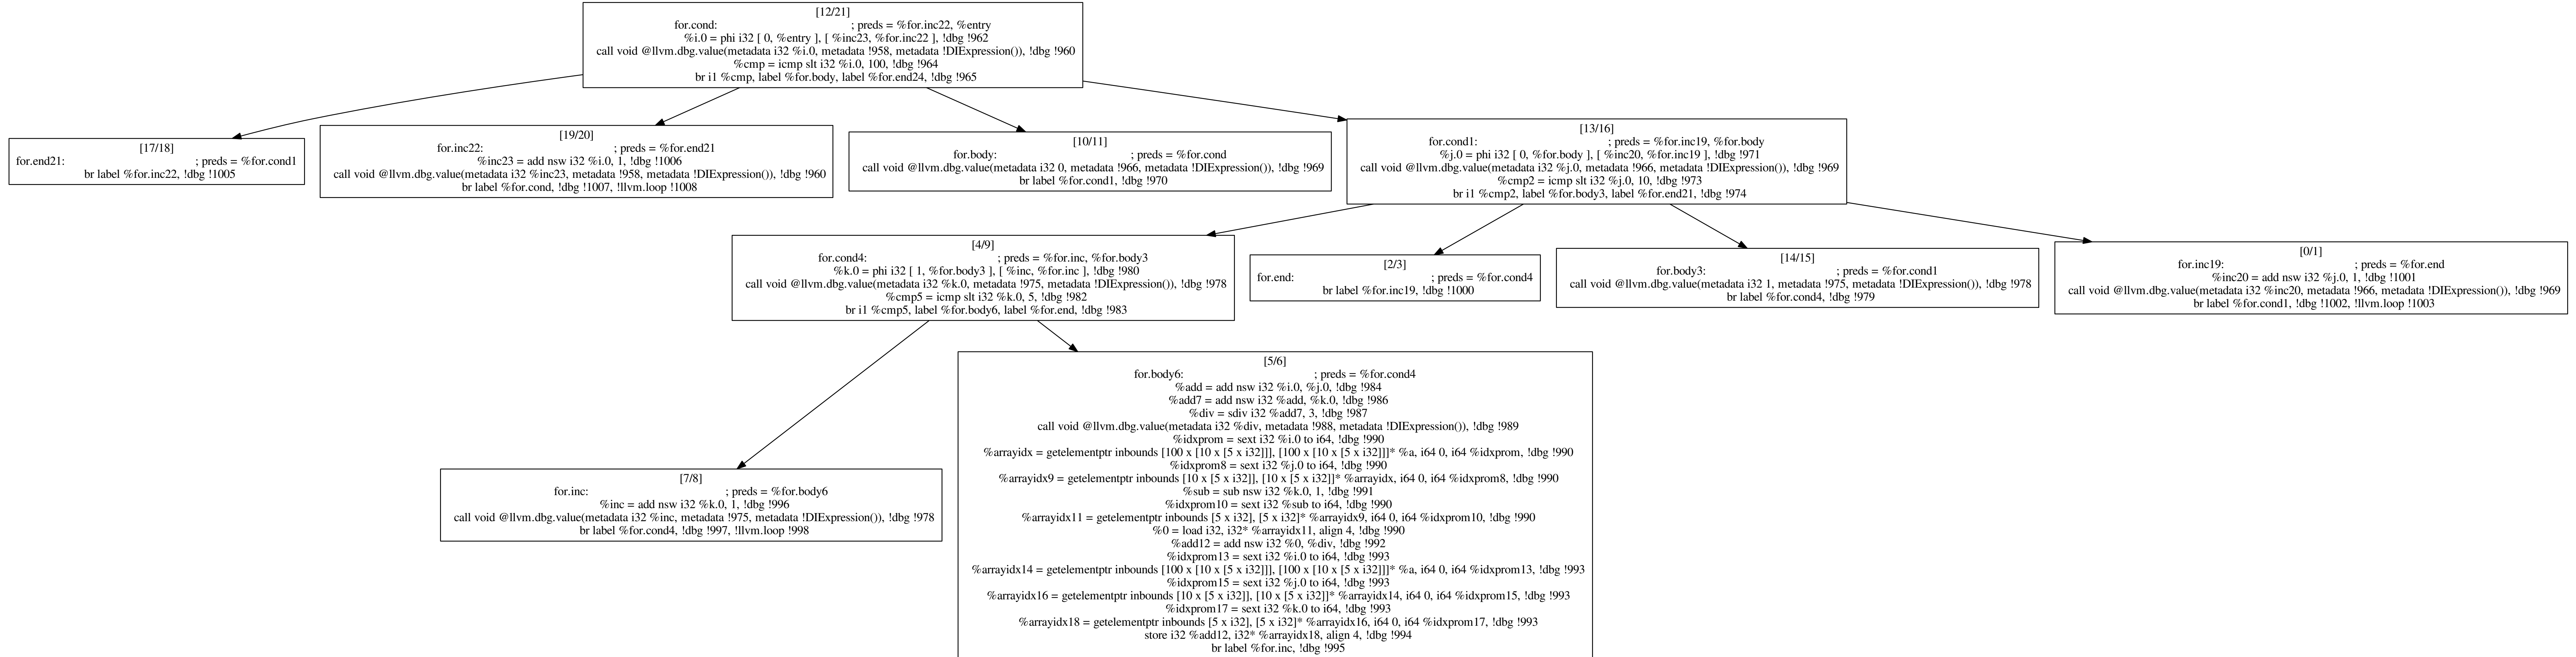 [12/21]
for.cond: ; preds = %for.inc22, %entry
%i.0 = phi i32 [ 0, %entry ], [ %inc23, %for.inc22 ], !dbg !962
call void @llvm.dbg.value(metadata i32 %i.0, metadata !958, metadata !DIExpression()), !dbg !960
%cmp = icmp slt i32 %i.0, 100, !dbg !964
br i1 %cmp, label %for.body, label %for.end24, !dbg !965
[17/18]
for.end21: ; preds = %for.cond1
br label %for.inc22, !dbg !1005
[19/20]
for.inc22: ; preds = %for.end21
%inc23 = add nsw i32 %i.0, 1, !dbg !1006
call void @llvm.dbg.value(metadata i32 %inc23, metadata !958, metadata !DIExpression()), !dbg !960
br label %for.cond, !dbg !1007, !llvm.loop !1008
[10/11]
for.body: ; preds = %for.cond
call void @llvm.dbg.value(metadata i32 0, metadata !966, metadata !DIExpression()), !dbg !969
br label %for.cond1, !dbg !970
[13/16]
for.cond1: ; preds = %for.inc19, %for.body
%j.0 = phi i32 [ 0, %for.body ], [ %inc20, %for.inc19 ], !dbg !971
call void @llvm.dbg.value(metadata i32 %j.0, metadata !966, metadata !DIExpression()), !dbg !969
%cmp2 = icmp slt i32 %j.0, 10, !dbg !973
br i1 %cmp2, label %for.body3, label %for.end21, !dbg !974
[4/9]
for.cond4: ; preds = %for.inc, %for.body3
%k.0 = phi i32 [ 1, %for.body3 ], [ %inc, %for.inc ], !dbg !980
call void @llvm.dbg.value(metadata i32 %k.0, metadata !975, metadata !DIExpression()), !dbg !978
%cmp5 = icmp slt i32 %k.0, 5, !dbg !982
br i1 %cmp5, label %for.body6, label %for.end, !dbg !983
[2/3]
for.end: ; preds = %for.cond4
br label %for.inc19, !dbg !1000
[14/15]
for.body3: ; preds = %for.cond1
call void @llvm.dbg.value(metadata i32 1, metadata !975, metadata !DIExpression()), !dbg !978
br label %for.cond4, !dbg !979
[0/1]
for.inc19: ; preds = %for.end
%inc20 = add nsw i32 %j.0, 1, !dbg !1001
call void @llvm.dbg.value(metadata i32 %inc20, metadata !966, metadata !DIExpression()), !dbg !969
br label %for.cond1, !dbg !1002, !llvm.loop !1003
[7/8]
for.inc: ; preds = %for.body6
%inc = add nsw i32 %k.0, 1, !dbg !996
call void @llvm.dbg.value(metadata i32 %inc, metadata !975, metadata !DIExpression()), !dbg !978
br label %for.cond4, !dbg !997, !llvm.loop !998
[5/6]
for.body6: ; preds = %for.cond4
%add = add nsw i32 %i.0, %j.0, !dbg !984
%add7 = add nsw i32 %add, %k.0, !dbg !986
%div = sdiv i32 %add7, 3, !dbg !987
call void @llvm.dbg.value(metadata i32 %div, metadata !988, metadata !DIExpression()), !dbg !989
%idxprom = sext i32 %i.0 to i64, !dbg !990
%arrayidx = getelementptr inbounds [100 x [10 x [5 x i32]]], [100 x [10 x [5 x i32]]]* %a, i64 0, i64 %idxprom, !dbg !990
%idxprom8 = sext i32 %j.0 to i64, !dbg !990
%arrayidx9 = getelementptr inbounds [10 x [5 x i32]], [10 x [5 x i32]]* %arrayidx, i64 0, i64 %idxprom8, !dbg !990
%sub = sub nsw i32 %k.0, 1, !dbg !991
%idxprom10 = sext i32 %sub to i64, !dbg !990
%arrayidx11 = getelementptr inbounds [5 x i32], [5 x i32]* %arrayidx9, i64 0, i64 %idxprom10, !dbg !990
%0 = load i32, i32* %arrayidx11, align 4, !dbg !990
%add12 = add nsw i32 %0, %div, !dbg !992
%idxprom13 = sext i32 %i.0 to i64, !dbg !993
%arrayidx14 = getelementptr inbounds [100 x [10 x [5 x i32]]], [100 x [10 x [5 x i32]]]* %a, i64 0, i64 %idxprom13, !dbg !993
%idxprom15 = sext i32 %j.0 to i64, !dbg !993
%arrayidx16 = getelementptr inbounds [10 x [5 x i32]], [10 x [5 x i32]]* %arrayidx14, i64 0, i64 %idxprom15, !dbg !993
%idxprom17 = sext i32 %k.0 to i64, !dbg !993
%arrayidx18 = getelementptr inbounds [5 x i32], [5 x i32]* %arrayidx16, i64 0, i64 %idxprom17, !dbg !993
store i32 %add12, i32* %arrayidx18, align 4, !dbg !994
br label %for.inc, !dbg !995